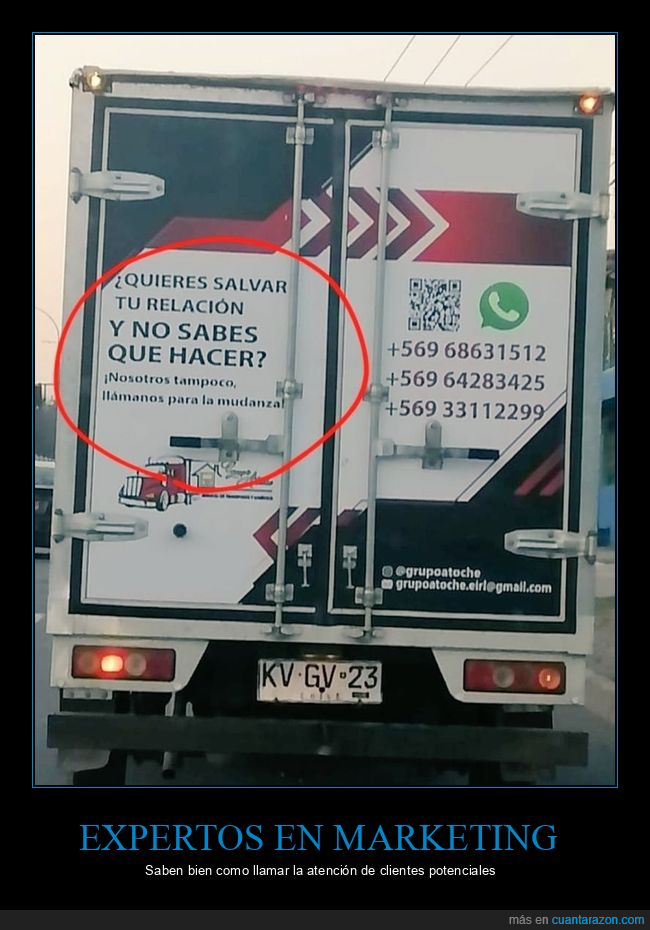 ¿QUIERES SALVAR
TU RELACIÓN
Y NO SABES
QUE HACER?
¡Nosotros tampoco,
llámanos para la mudanza!
+569 68631512
+569 64283425
+569 33112299
@grupoatoche
grupoatoche.eirl@gmail.com
KV·GV 23
CHILE
EXPERTOS EN MARKETING
Saben bien como llamar la atención de clientes potenciales
más en cuantarazon.com